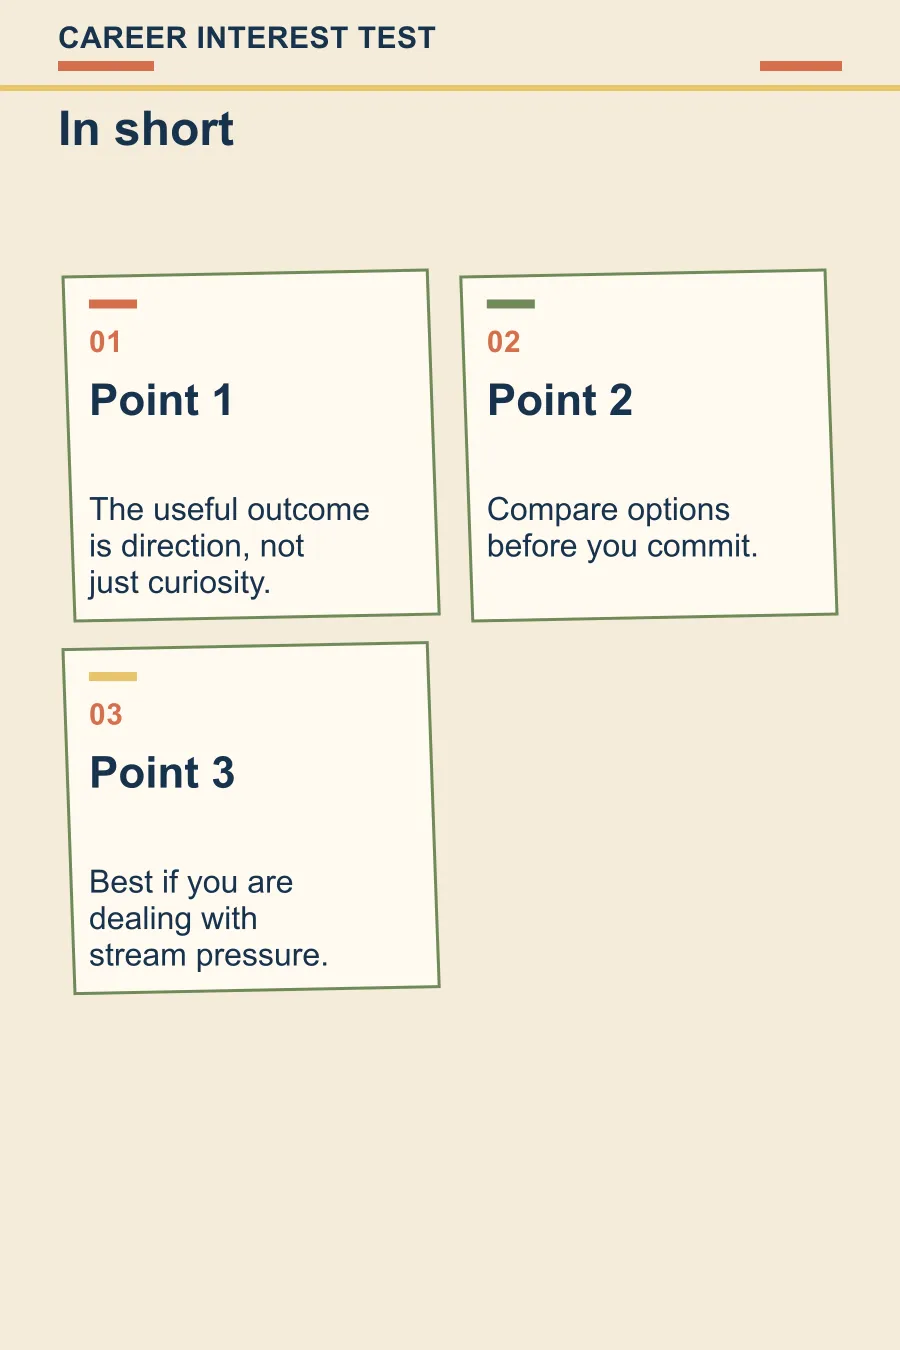 CAREER INTEREST TEST
In short
01
Point 1
The useful outcome
is direction, not
just curiosity.
02
Point 2
Compare options
before you commit.
03
Point 3
Best if you are
dealing with
stream pressure.